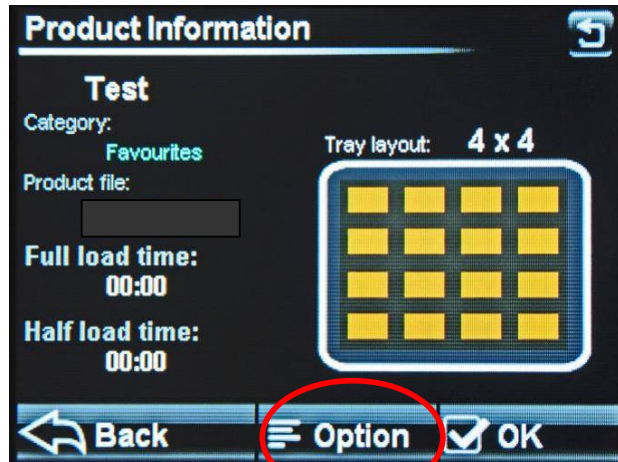 Product Information
Test
Category:
Favourites
Tray layout: 4 x 4
Product file:
Full load time:
00:00
Half load time:
00:00
Back
Option
OK